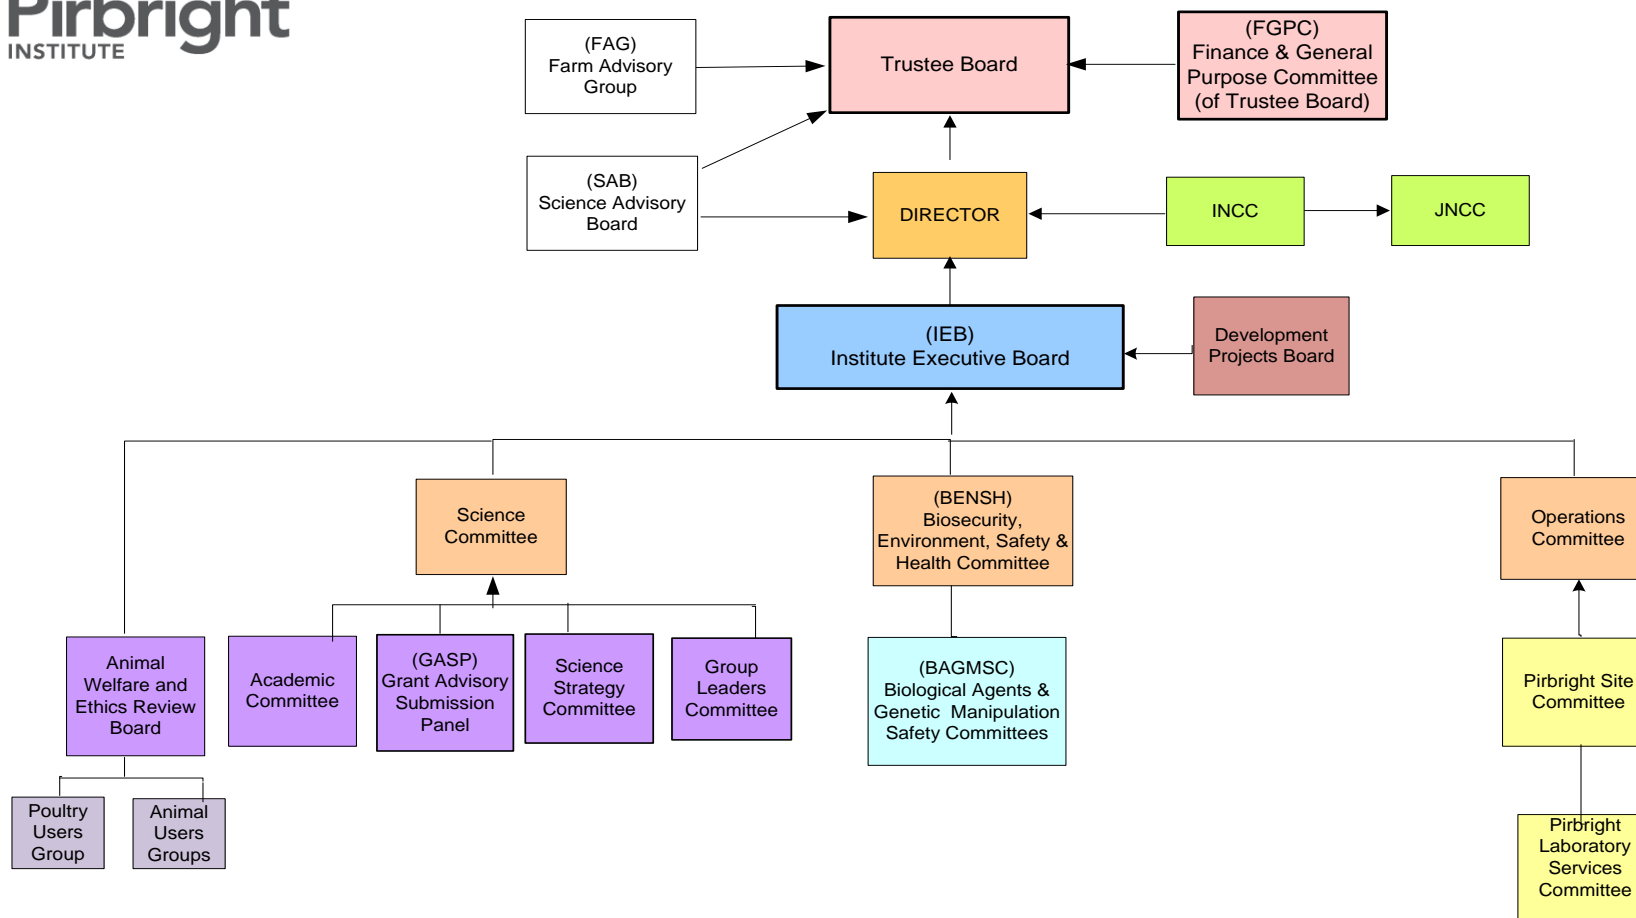 Pirbright
INSTITUTE
(FAG)
Farm Advisory
Group
Trustee Board
(FGPC)
Finance & General
Purpose Committee
(of Trustee Board)
(SAB)
Science Advisory
Board
DIRECTOR
INCC
JNCC
(IEB)
Institute Executive Board
Development
Projects Board
Science
Committee
(BENSH)
Biosecurity,
Environment, Safety &
Health Committee
Operations
Committee
Animal
Welfare and
Ethics Review
Board
Academic
Committee
(GASP)
Grant Advisory
Submission
Panel
Science
Strategy
Committee
Group
Leaders
Committee
(BAGMSC)
Biological Agents &
Genetic Manipulation
Safety Committees
Pirbright Site
Committee
Poultry
Users
Group
Animal
Users
Groups
Pirbright
Laboratory
Services
Committee